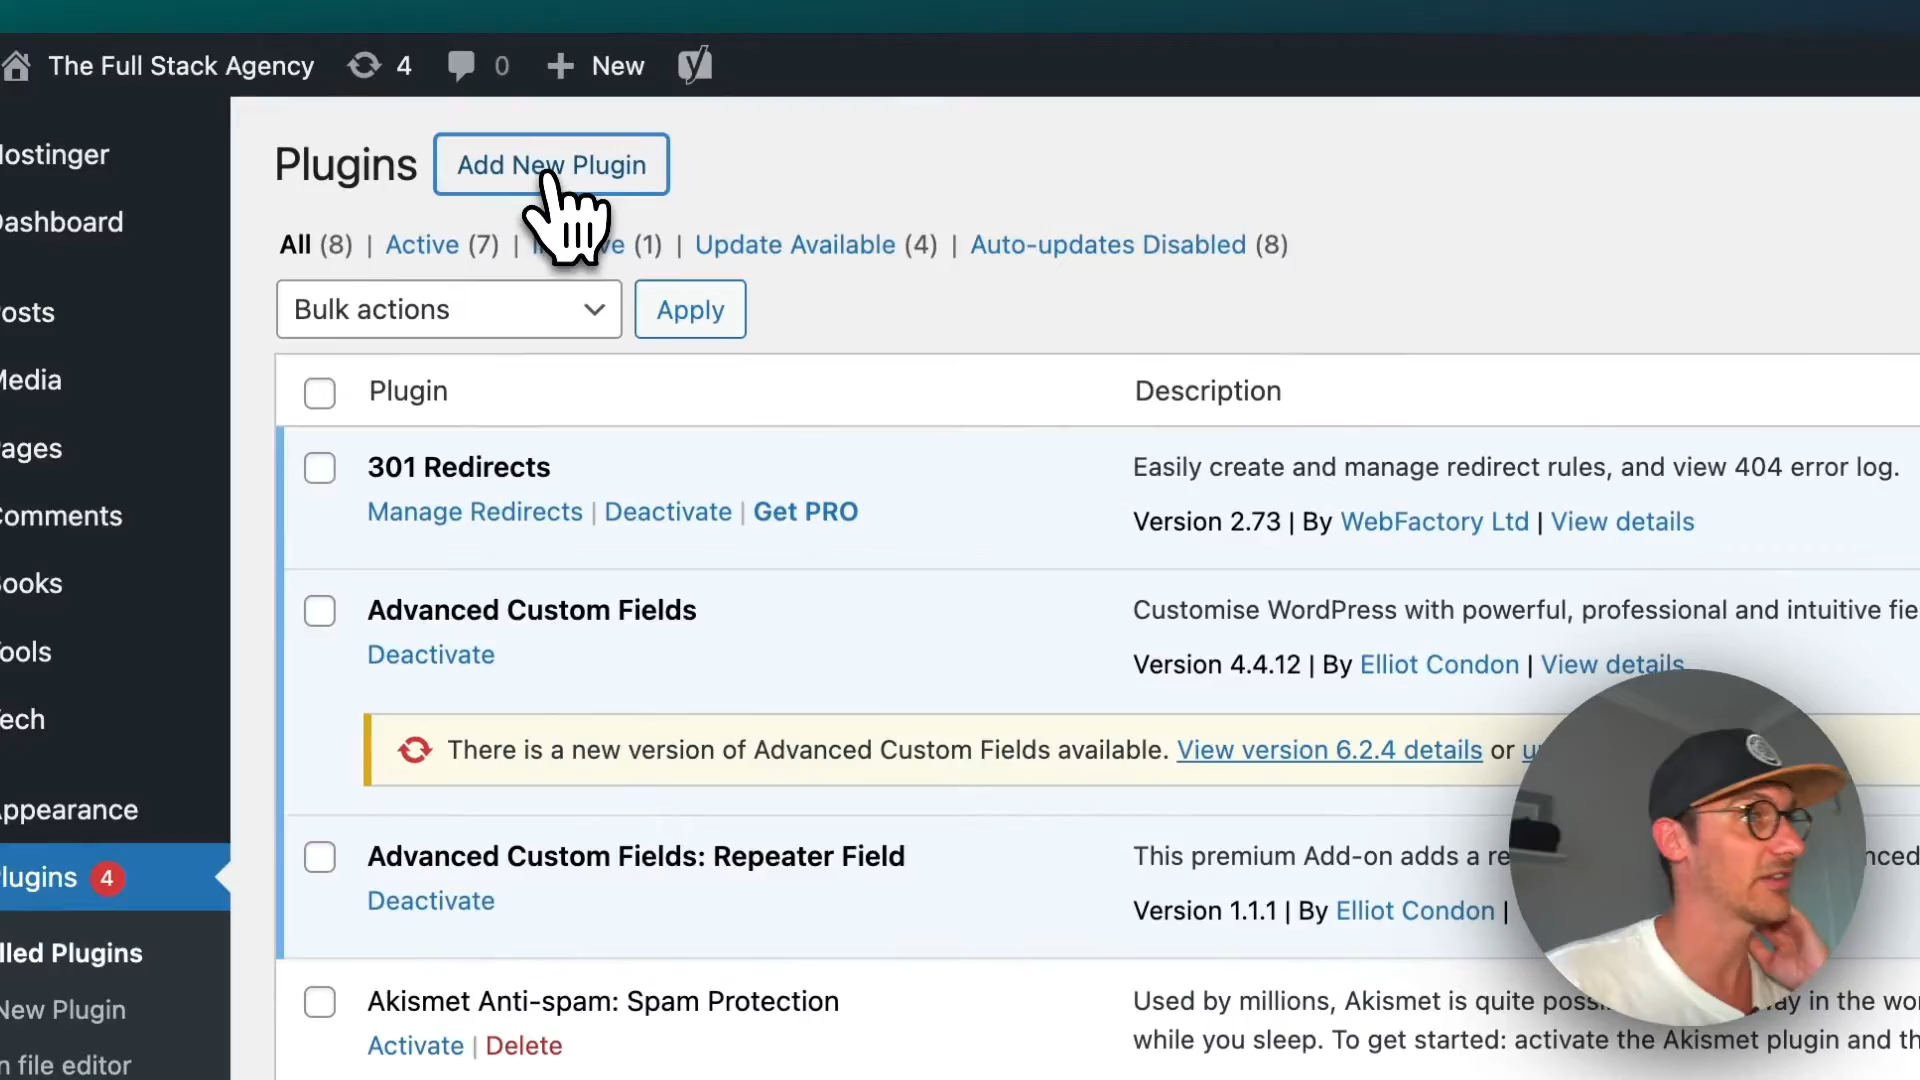 The Full Stack Agency 4 0 New
Plugins Add New Plugin
All (8) | Active (7) | (1) | Update Available (4) | Auto-updates Disabled (8)
Bulk actions Apply
Plugin Description
301 Redirects
Manage Redirects | Deactivate | Get PRO
Easily create and manage redirect rules, and view 404 error log.
Version 2.73 | By WebFactory Ltd | View details
Advanced Custom Fields
Deactivate
Customise WordPress with powerful, professional and intuitive fie
Version 4.4.12 | By Elliot Condon | View details
There is a new version of Advanced Custom Fields available. View version 6.2.4 details or
Advanced Custom Fields: Repeater Field
Deactivate
This premium Add-on adds a re
nced
Version 1.1.1 | By Elliot Condon |
Akismet Anti-spam: Spam Protection
Activate | Delete
Used by millions, Akismet is quite poss ay in the wo
while you sleep. To get started: activate the Akismet plugin and th
ostinger
ashboard
osts
Media
ages
omments
ooks
ools
ech
ppearance
lugins 4
lled Plugins
New Plugin
n file editor